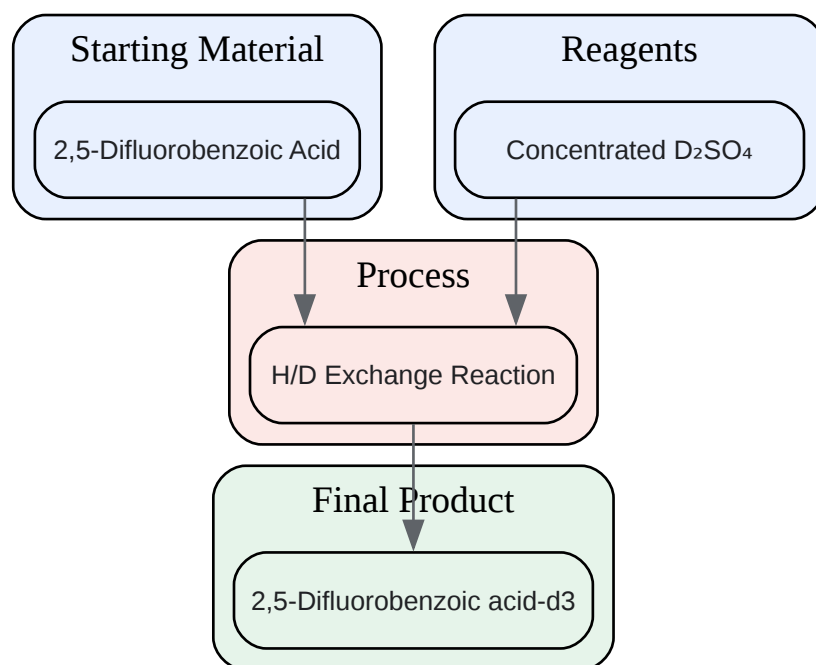 Starting Material
2,5-Difluorobenzoic Acid
Reagents
Concentrated D₂SO₄
Process
H/D Exchange Reaction
Final Product
2,5-Difluorobenzoic acid-d3